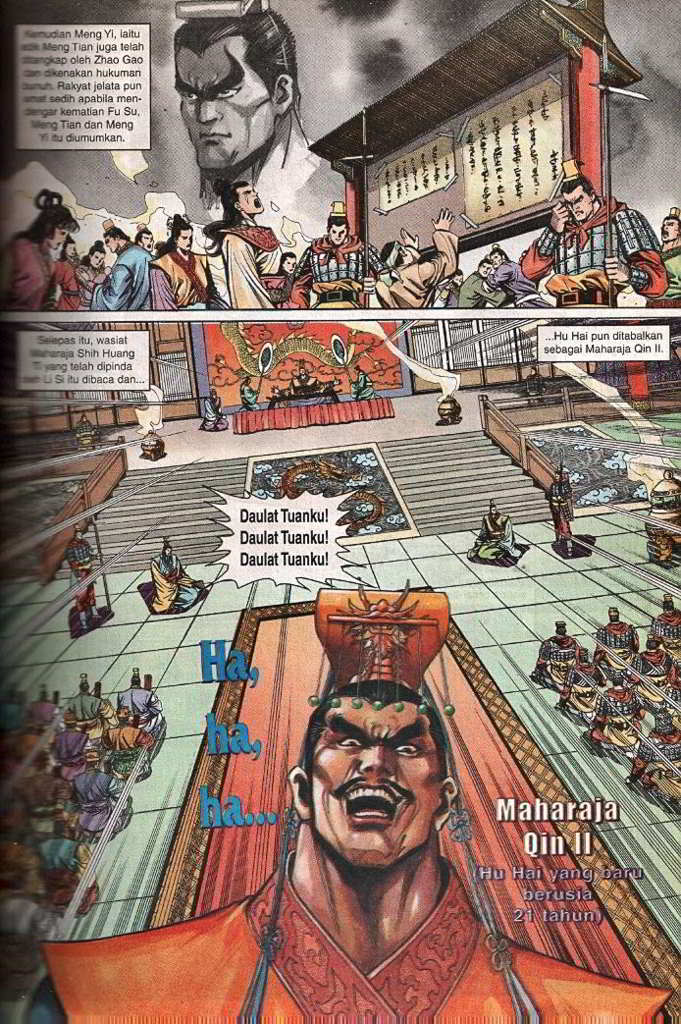 Kemudian Meng Yi, iaitu
adik Meng Tian juga telah
ditangkap oleh Zhao Gao
dan dikenakan hukuman
bunuh. Rakyat jelata pun
amat sedih apabila men-
dengar kematian Fu Su,
Meng Tian dan Meng
Yi itu diumumkan.
Selepas itu, wasiat
Maharaja Shih Huang
Ti yang telah dipinda
oleh Li Si itu dibaca dan...
...Hu Hai pun ditabalkan
sebagai Maharaja Qin II.
Daulat Tuanku!
Daulat Tuanku!
Daulat Tuanku!
Ha,
ha,
ha...
Maharaja
Qin II
(Hu Hai yang baru
berusia
21 tahun)